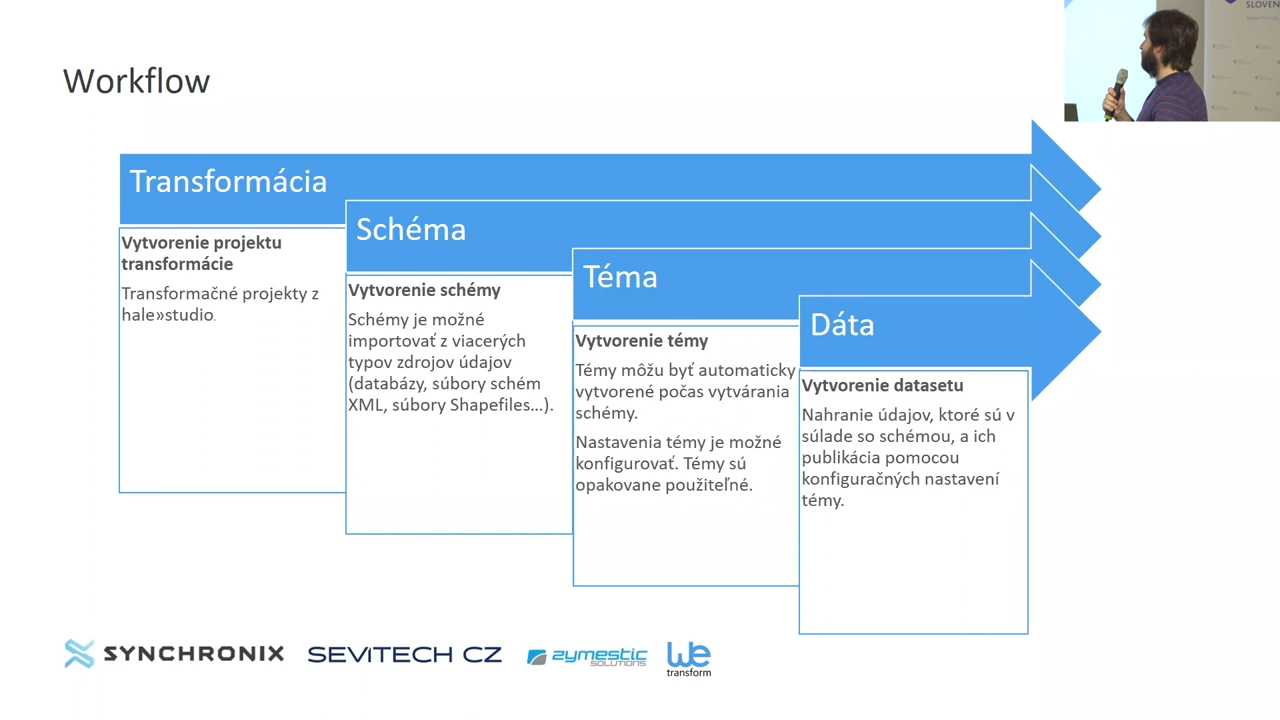 SLOVEN
Workflow
Transformácia
Vytvorenie projektu
transformácie
Transformačné projekty z
hale»studio.
Schéma
Vytvorenie schémy
Schémy je možné
importovať z viacerých
typov zdrojov údajov
(databázy, súbory schém
XML, súbory Shapefiles…).
Téma
Vytvorenie témy
Témy môžu byť automaticky
vytvorené počas vytvárania
schémy.
Nastavenia témy je možné
konfigurovať. Témy sú
opakovane použiteľné.
Dáta
Vytvorenie datasetu
Nahranie údajov, ktoré sú v
súlade so schémou, a ich
publikácia pomocou
konfiguračných nastavení
témy.
SYNCHRONIX
SEVITECH CZ
zymestic
SOLUTIONS
we
transform